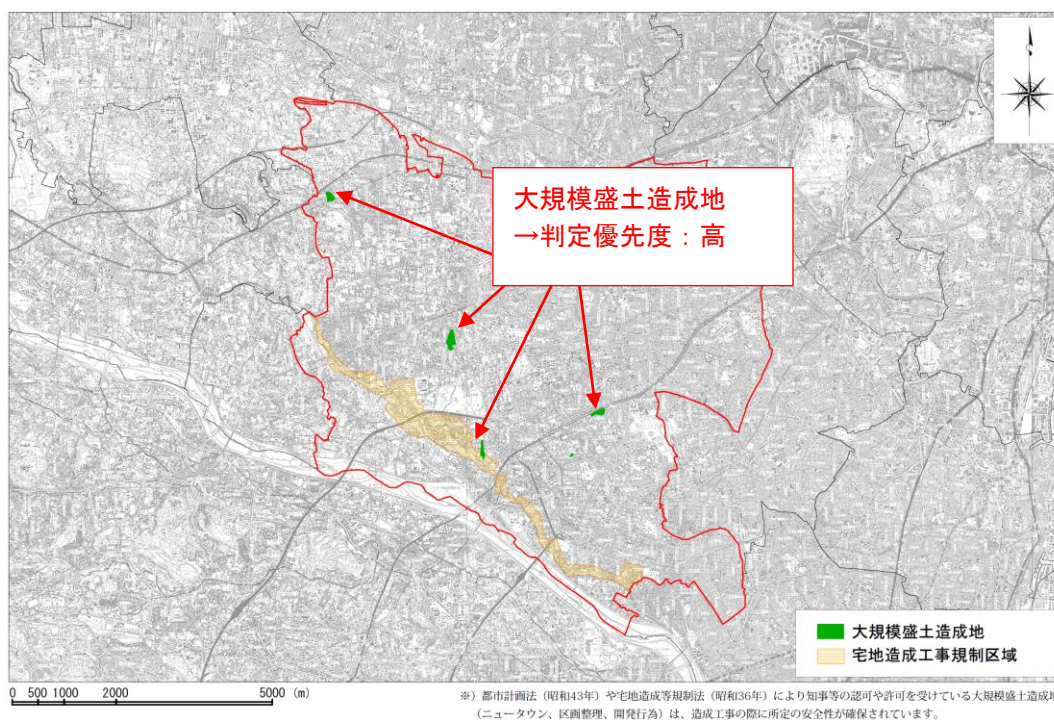 大規模盛土造成地
→判定優先度：高
大規模盛土造成地
宅地造成工事規制区域
0 500 1000 2000 5000 (m)
※）都市計画法（昭和43年）や宅地造成等規制法（昭和36年）により知事等の認可や許可を受けている大規模盛土造成地
（ニュータウン、区画整理、開発行為）は、造成工事の際に所定の安全性が確保されています。